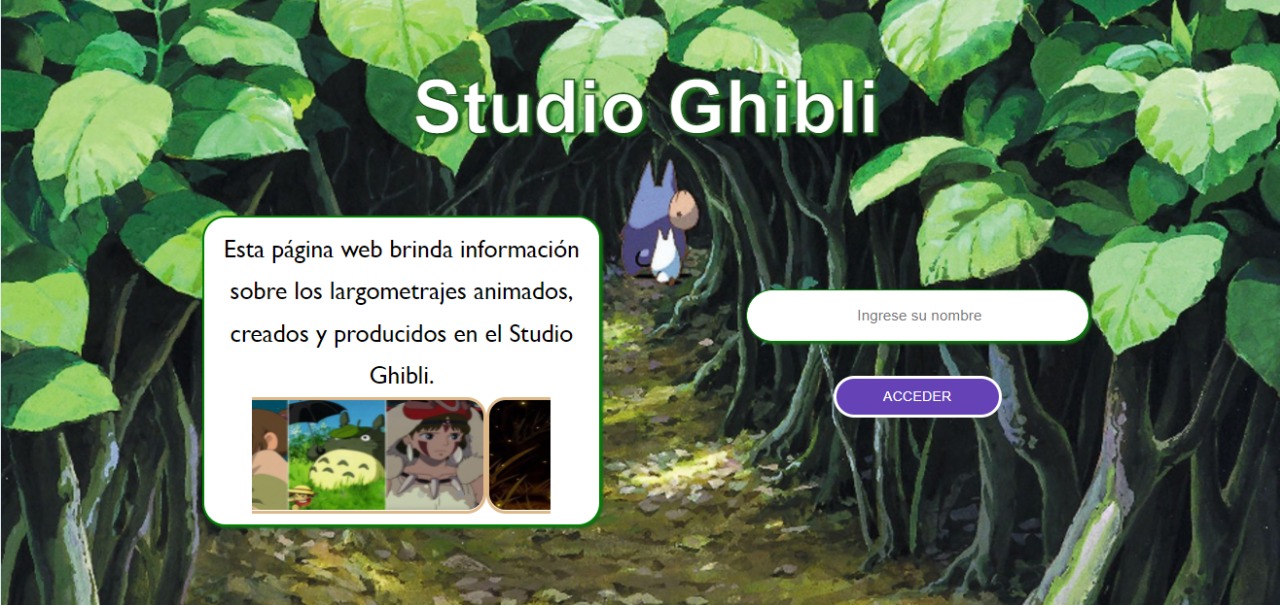 Studio Ghibli
Esta página web brinda información
sobre los largometrajes animados,
creados y producidos en el Studio
Ghibli.
Ingrese su nombre
ACCEDER